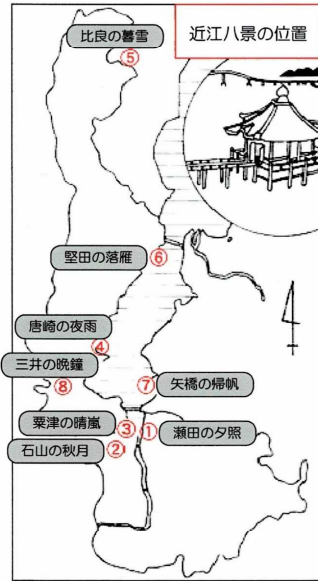 近江八景の位置
比良の暮雪
⑤
堅田の落雁
⑥
唐崎の夜雨
④
三井の晩鐘
⑧
⑦
矢橋の帰帆
粟津の晴嵐
③
①
瀬田の夕照
石山の秋月
②